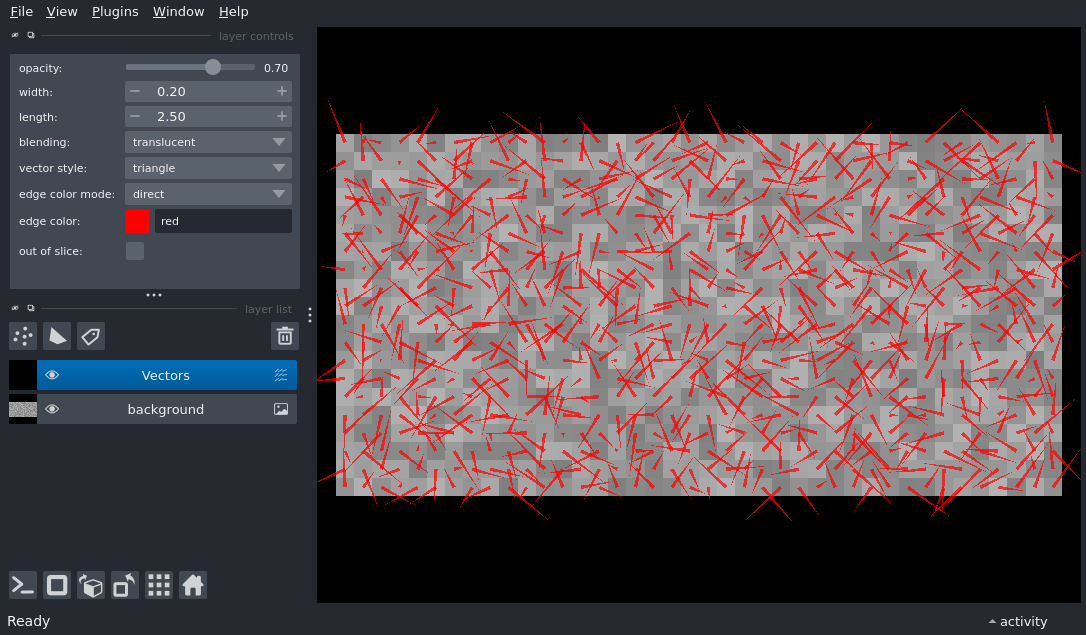 File View Plugins Window Help
layer controls
opacity: 0.70
width: 0.20
length: 2.50
blending: translucent
vector style: triangle
edge color mode: direct
edge color: red
out of slice:
layer list
Vectors
background
Ready
activity